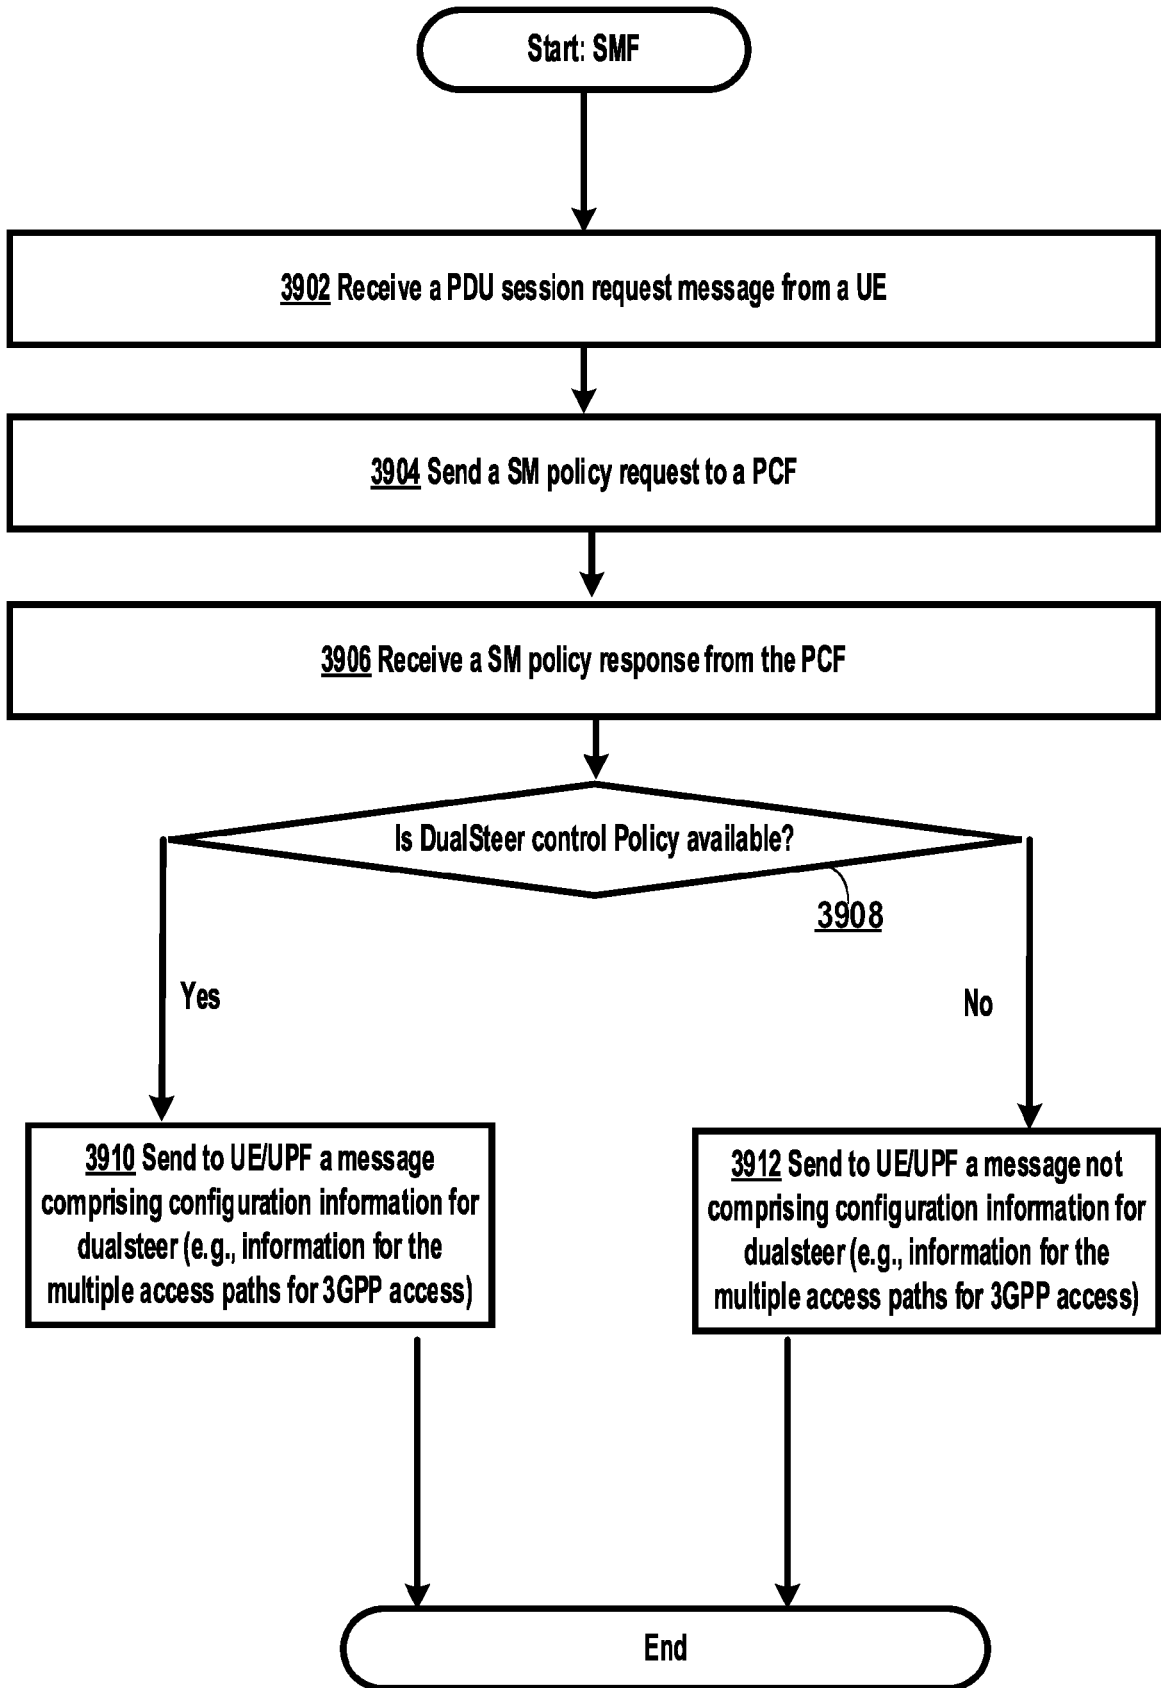 Start: SMF
3902 Receive a PDU session request message from a UE
3904 Send a SM policy request to a PCF
3906 Receive a SM policy response from the PCF
Is DualSteer control Policy available?
3908
Yes
No
3910 Send to UE/UPF a message
comprising configuration information for
dualsteer (e.g., information for the
multiple access paths for 3GPP access)
3912 Send to UE/UPF a message not
comprising configuration information for
dualsteer (e.g., information for the
multiple access paths for 3GPP access)
End